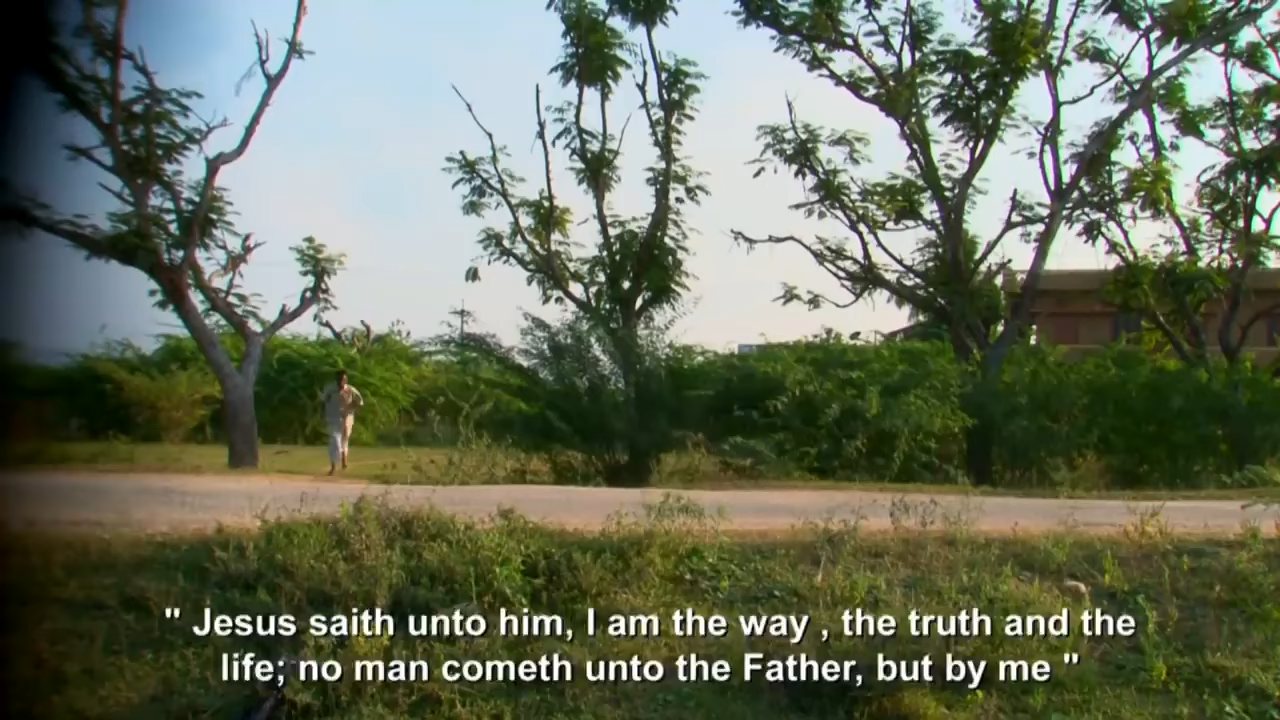 " Jesus saith unto him, I am the way , the truth and the
life; no man cometh unto the Father, but by me "